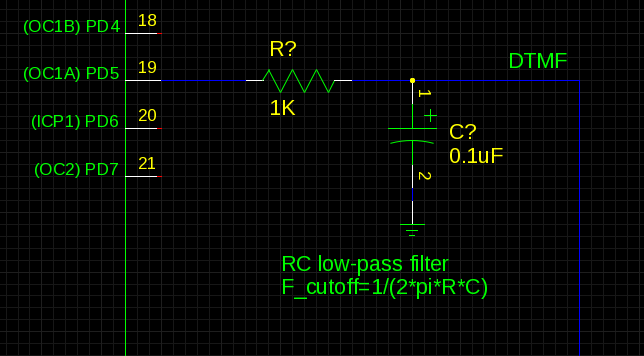 (OC1B) PD4 18
(OC1A) PD5 19
(ICP1) PD6 20
(OC2) PD7 21
R?
1K
DTMF
1
+
C?
0.1uF
2
RC low-pass filter
F_cutoff=1/(2*pi*R*C)